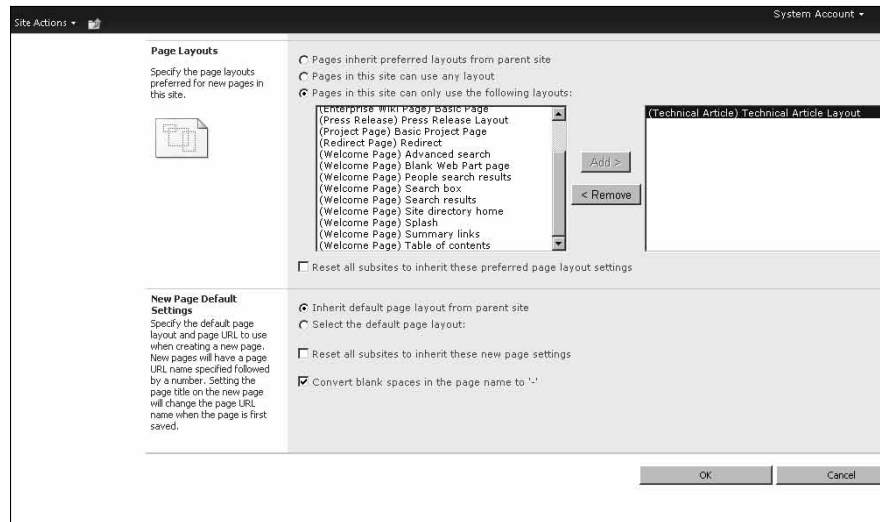 Site Actions
System Account
Page Layouts
Specify the page layouts
preferred for new pages in
this site.
Pages inherit preferred layouts from parent site
Pages in this site can use any layout
Pages in this site can only use the following layouts:
(Enterprise Wiki Page) Basic Page
(Press Release) Press Release Layout
(Project Page) Basic Project Page
(Redirect Page) Redirect
(Welcome Page) Advanced search
(Welcome Page) Blank Web Part page
(Welcome Page) People search results
(Welcome Page) Search box
(Welcome Page) Search results
(Welcome Page) Site directory home
(Welcome Page) Splash
(Welcome Page) Summary links
(Welcome Page) Table of contents
Add >
< Remove
(Technical Article) Technical Article Layout
Reset all subsites to inherit these preferred page layout settings
New Page Default
Settings
Specify the default page
layout and page URL to use
when creating a new page.
New pages will have a page
URL name specified followed
by a number. Setting the
page title on the new page
will change the page URL
name when the page is first
saved.
Inherit default page layout from parent site
Select the default page layout:
Reset all subsites to inherit these new page settings
Convert blank spaces in the page name to '-'
OK
Cancel